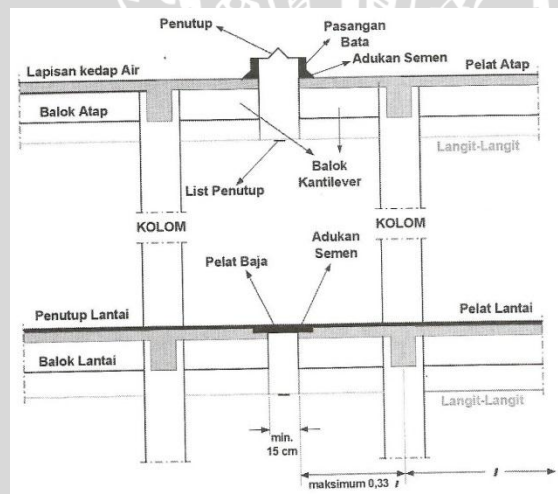 Penutup
Pasangan
Bata
Adukan Semen
Lapisan kedap Air
Pelat Atap
Balok Atap
Langit-Langit
Balok
Kantilever
List Penutup
KOLOM
KOLOM
Adukan
Semen
Pelat Baja
Penutup Lantai
Pelat Lantai
Balok Lantai
Langit-Langit
min.
15 cm
maksimum 0,33 l
l